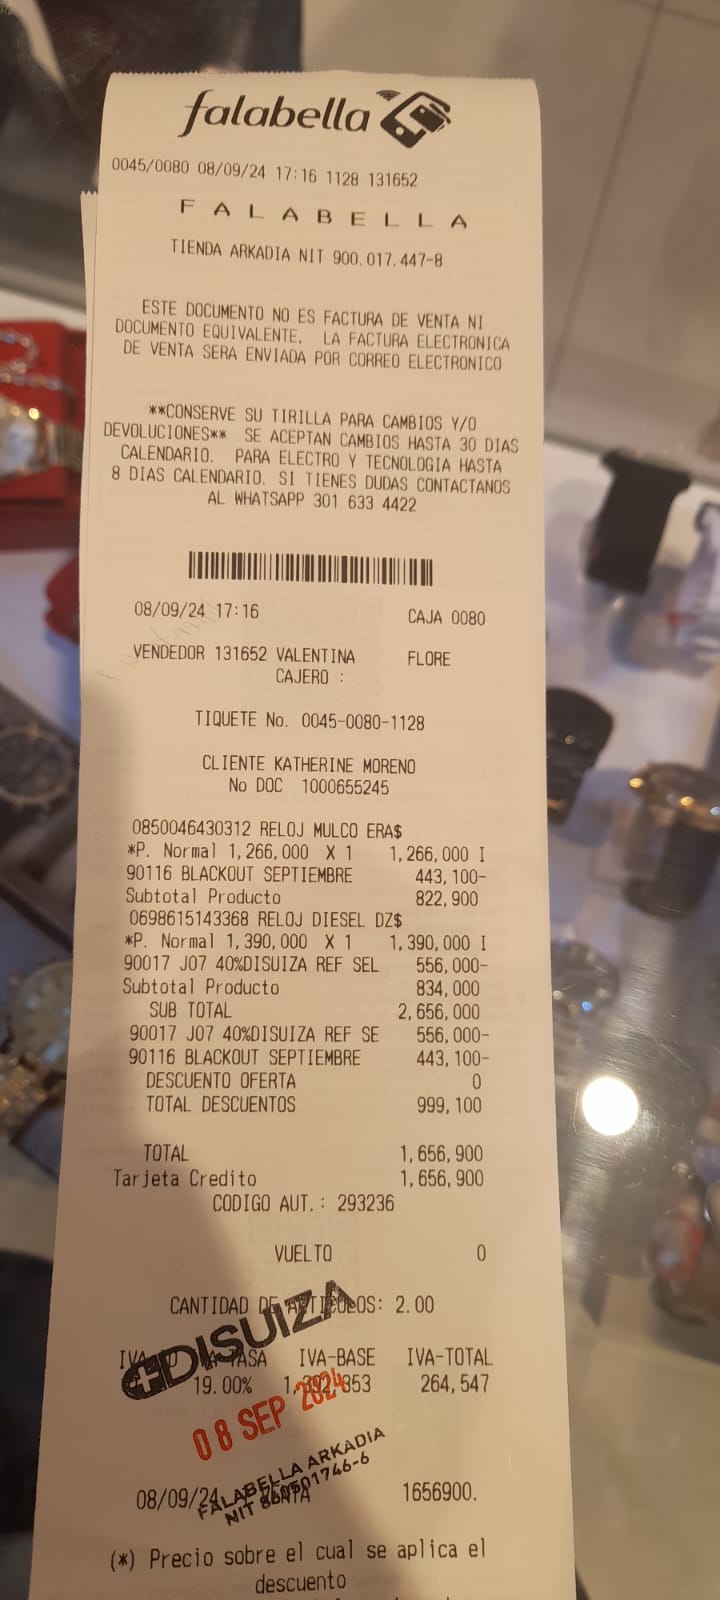 falabella
0045/0080 08/09/24 17:16 1128 131652
F A L A B E L L A
TIENDA ARKADIA NIT 900.017.447-8
ESTE DOCUMENTO NO ES FACTURA DE VENTA NI
DOCUMENTO EQUIVALENTE. LA FACTURA ELECTRONICA
DE VENTA SERA ENVIADA POR CORREO ELECTRONICO
**CONSERVE SU TIRILLA PARA CAMBIOS Y/O
DEVOLUCIONES** SE ACEPTAN CAMBIOS HASTA 30 DIAS
CALENDARIO. PARA ELECTRO Y TECNOLOGIA HASTA
8 DIAS CALENDARIO. SI TIENES DUDAS CONTACTANOS
AL WHATSAPP 301 633 4422
08/09/24 17:16 CAJA 0080
VENDEDOR 131652 VALENTINA FLORE
CAJERO :
TIQUETE No. 0045-0080-1128
CLIENTE KATHERINE MORENO
No DOC 1000655245
0850046430312 RELOJ MULCO ERA$
*P. Normal 1,266,000 X 1 1,266,000 I
90116 BLACKOUT SEPTIEMBRE 443,100-
Subtotal Producto 822,900
0698615143368 RELOJ DIESEL DZ$
*P. Normal 1,390,000 X 1 1,390,000 I
90017 J07 40%DISUIZA REF SEL 556,000-
Subtotal Producto 834,000
SUB TOTAL 2,656,000
90017 J07 40%DISUIZA REF SE 556,000-
90116 BLACKOUT SEPTIEMBRE 443,100-
DESCUENTO OFERTA 0
TOTAL DESCUENTOS 999,100
TOTAL 1,656,900
Tarjeta Credito 1,656,900
CODIGO AUT.: 293236
VUELTO 0
CANTIDAD DE ARTICULOS: 2.00
DISUIZA
IVA-BASE IVA-TOTAL
19.00% 1,392,353 264,547
08 SEP 2024
FALABELLA ARKADIA
NIT 860501746-6
08/09/24 VENTA 1656900.
(*) Precio sobre el cual se aplica el
descuento